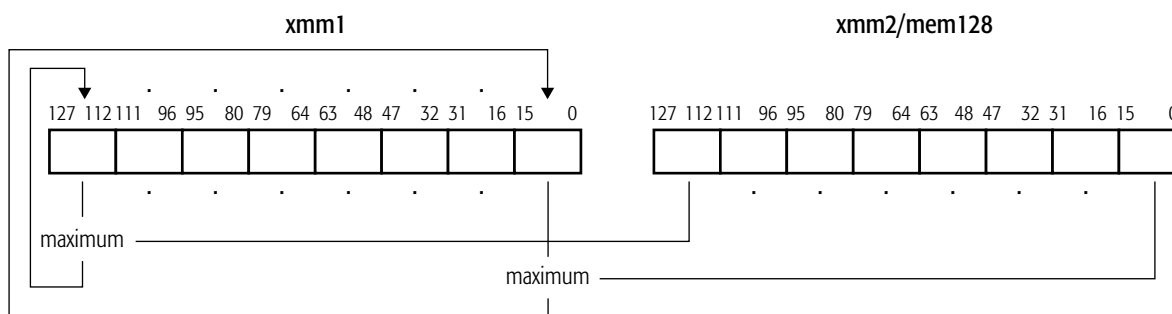 xmm1 xmm2/mem128
127 112 111 96 95 80 79 64 63 48 47 32 31 16 15 0 127 112 111 96 95 80 79 64 63 48 47 32 31 16 15 0
maximum
maximum